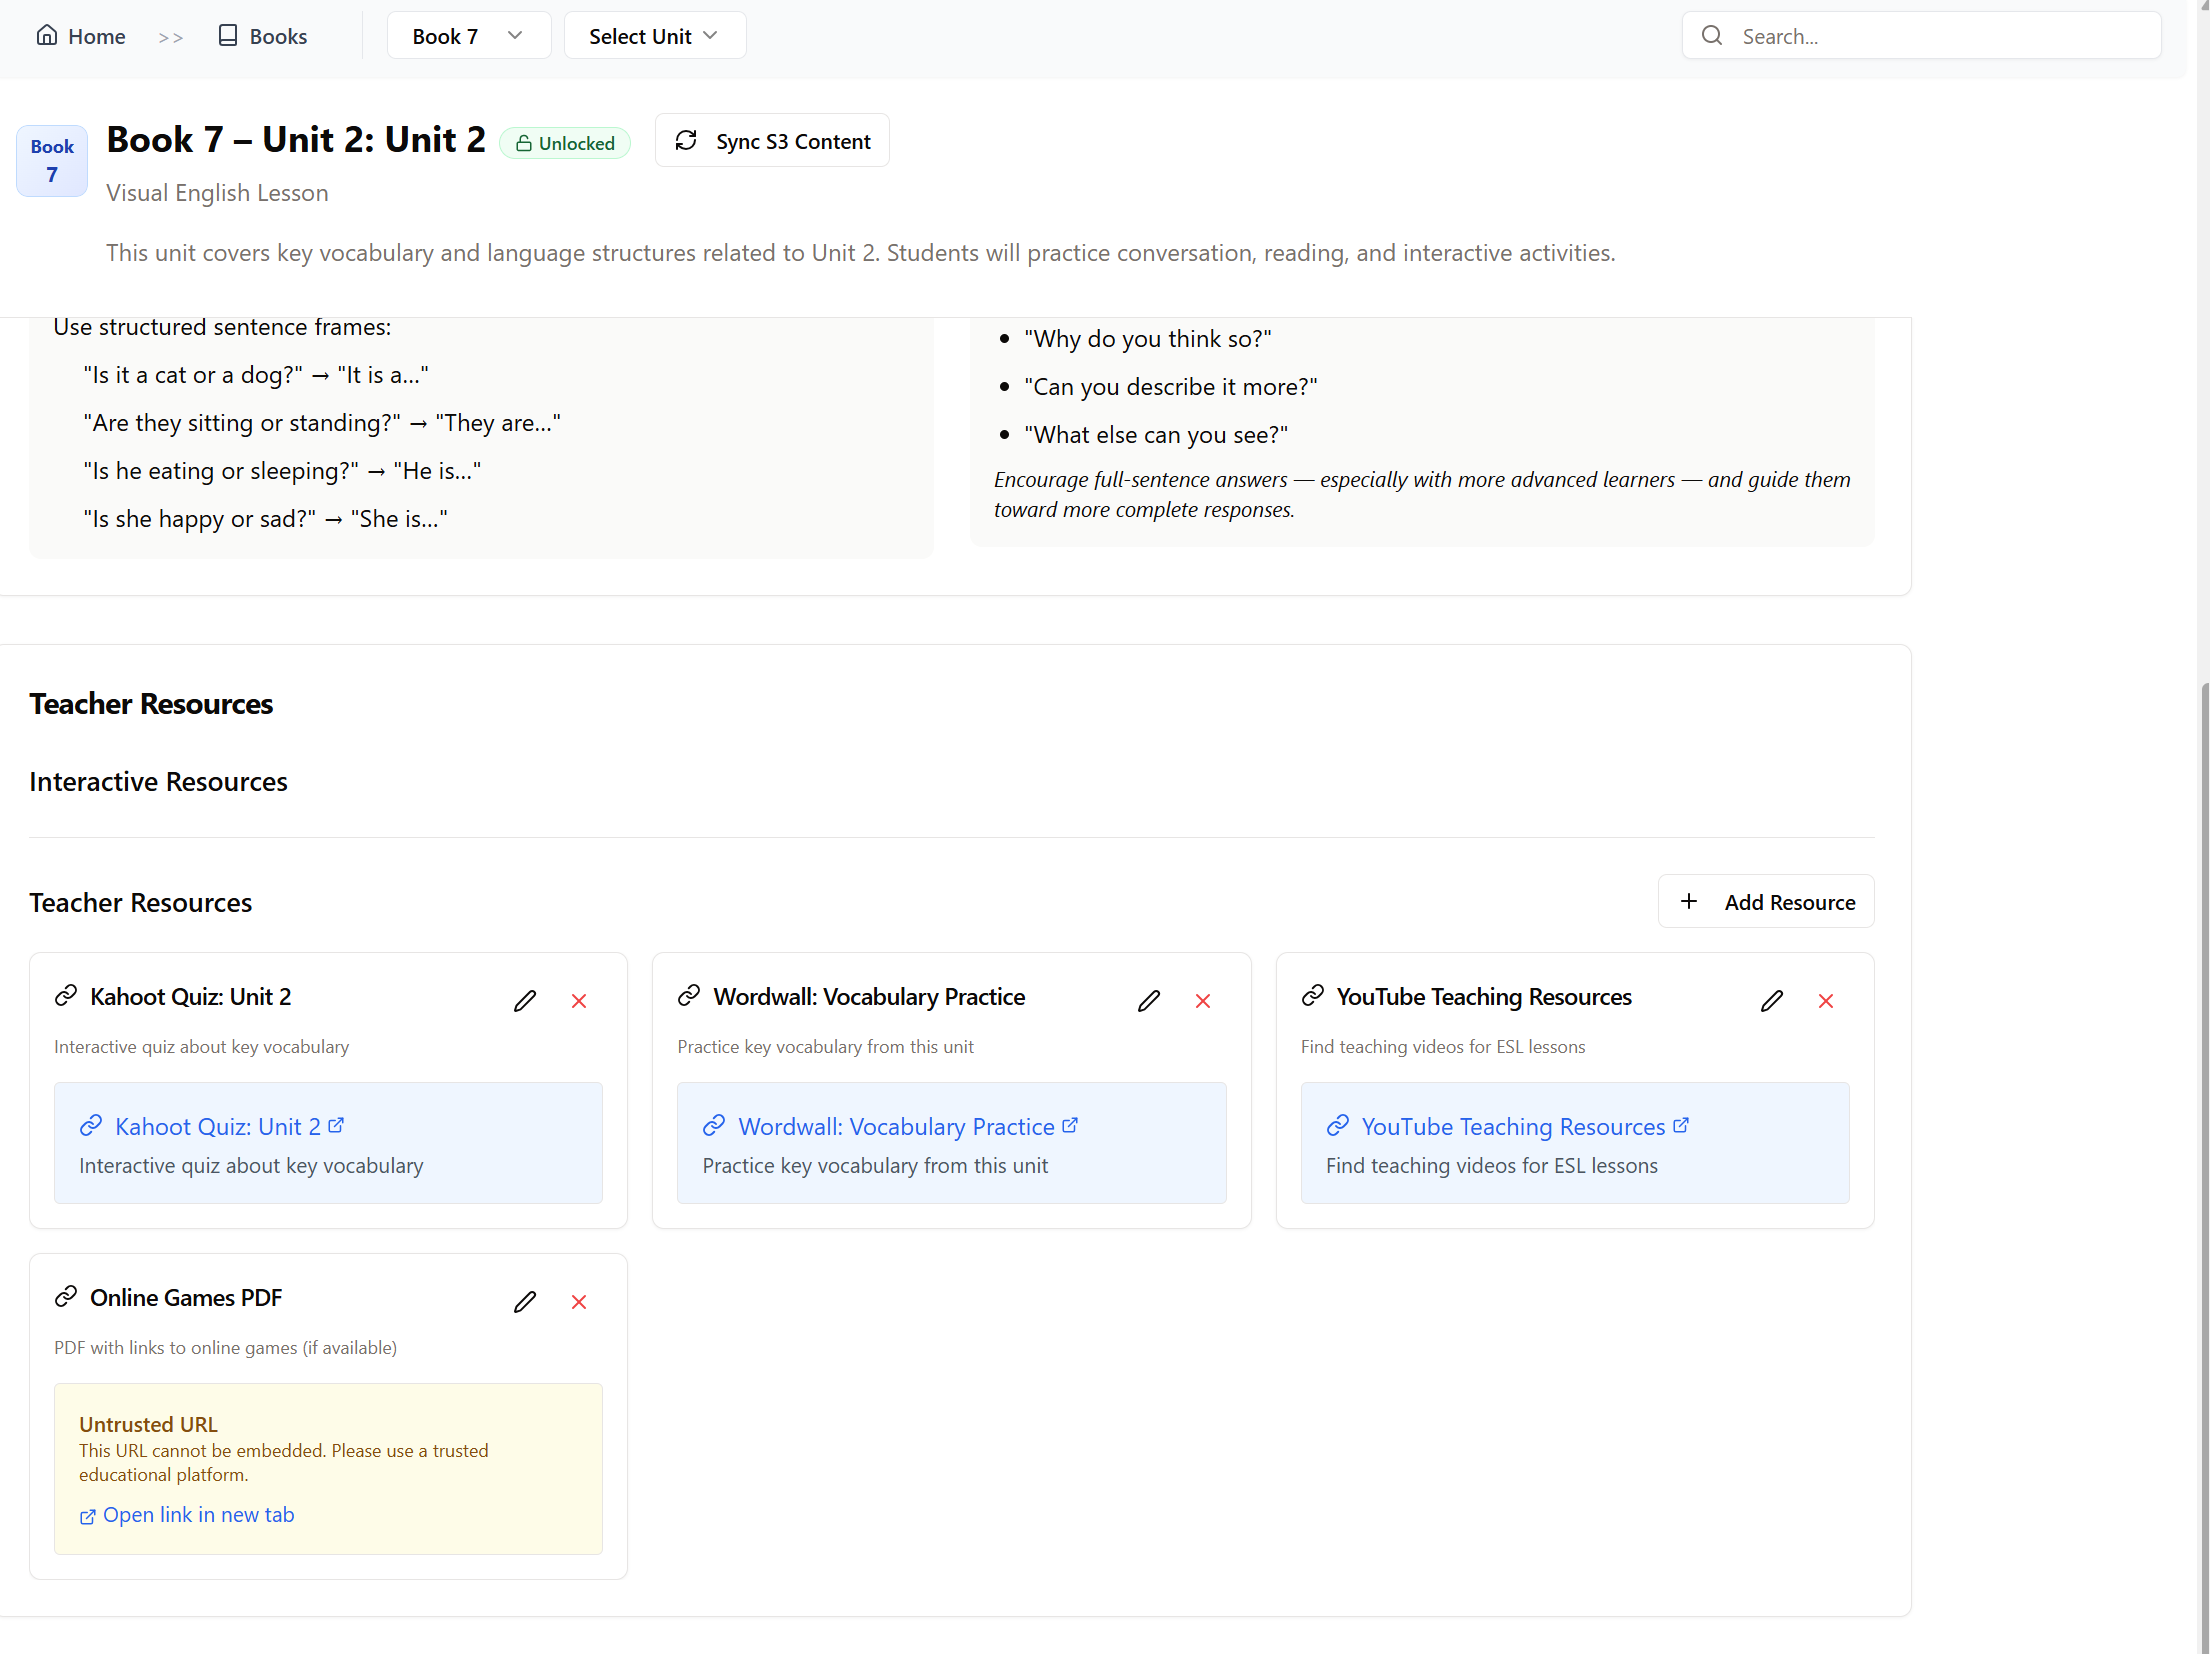 Home >> Books Book 7 Select Unit Search...
Book 7
Book 7 – Unit 2: Unit 2 Unlocked Sync S3 Content
Visual English Lesson
This unit covers key vocabulary and language structures related to Unit 2. Students will practice conversation, reading, and interactive activities.
Use structured sentence frames:
"Is it a cat or a dog?" → "It is a..."
"Are they sitting or standing?" → "They are..."
"Is he eating or sleeping?" → "He is..."
"Is she happy or sad?" → "She is..."
• "Why do you think so?"
• "Can you describe it more?"
• "What else can you see?"
Encourage full-sentence answers — especially with more advanced learners — and guide them
toward more complete responses.
Teacher Resources
Interactive Resources
Teacher Resources
+ Add Resource
Kahoot Quiz: Unit 2
Interactive quiz about key vocabulary
Kahoot Quiz: Unit 2
Interactive quiz about key vocabulary
Wordwall: Vocabulary Practice
Practice key vocabulary from this unit
Wordwall: Vocabulary Practice
Practice key vocabulary from this unit
YouTube Teaching Resources
Find teaching videos for ESL lessons
YouTube Teaching Resources
Find teaching videos for ESL lessons
Online Games PDF
PDF with links to online games (if available)
Untrusted URL
This URL cannot be embedded. Please use a trusted
educational platform.
Open link in new tab